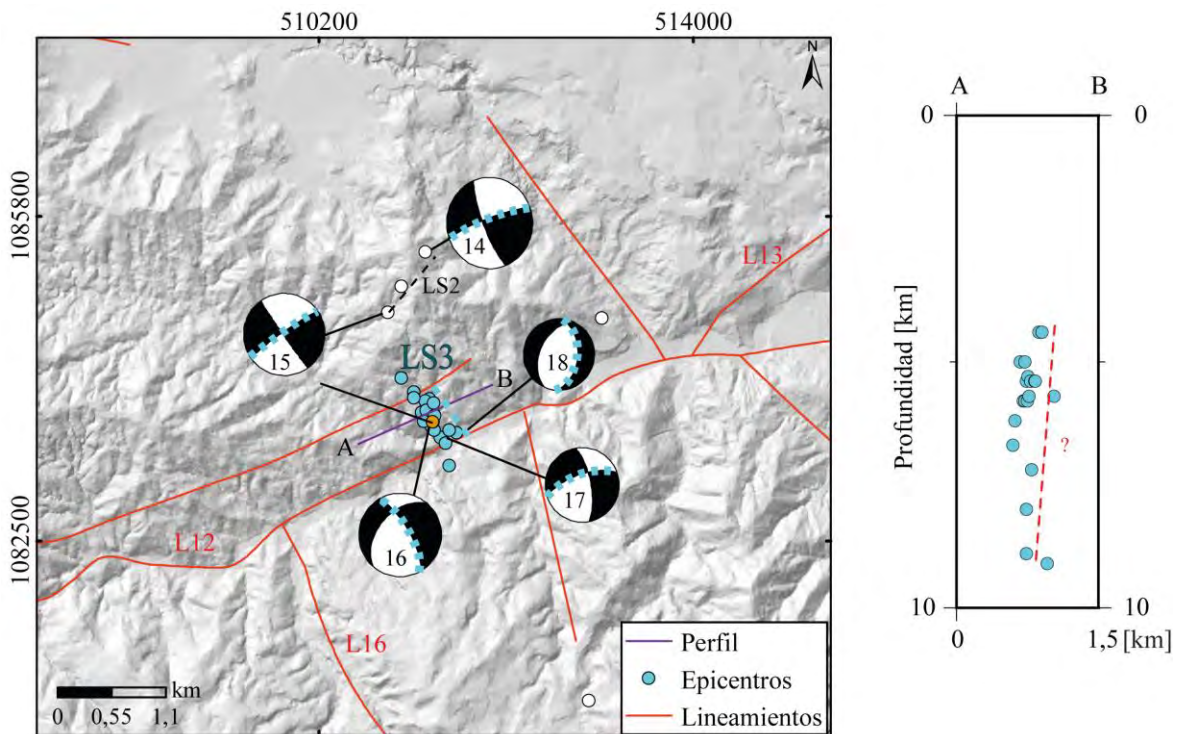 510200
514000
N
1085800
1082500
14
LS2
L13
15
18
LS3
B
A
17
L12
16
L16
km
0
0,55
1,1
Perfil
Epicentros
Lineamientos
A
B
0
0
Profundidad [km]
?
10
10
0
1,5 [km]